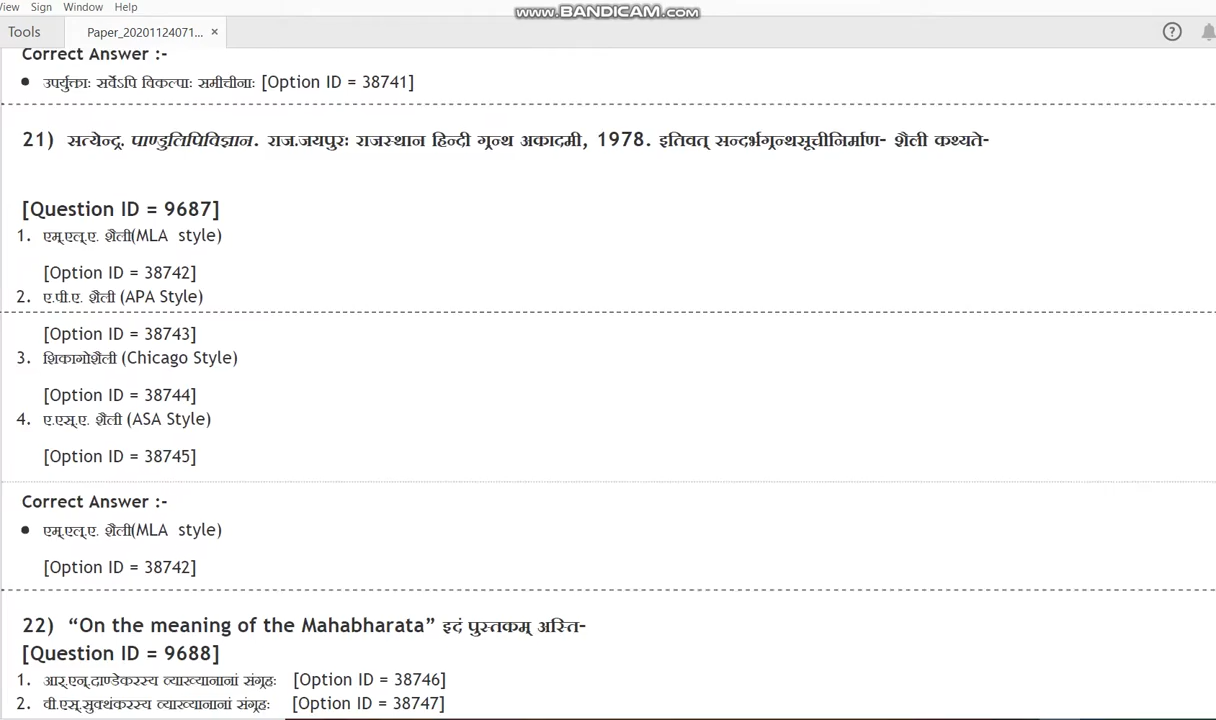 View Sign Window Help
www.BANDICAM.com
Tools Paper_20201124071... ×
Correct Answer :-
• उपर्युक्ताः सर्वेऽपि विकल्पाः समीचीनाः [Option ID = 38741]
21) सत्येन्द्र. पाण्डुलिपिविज्ञान. राज.जयपुरः राजस्थान हिन्दी ग्रन्थ अकादमी, 1978. इतिवत् सन्दर्भग्रन्थसूचीनिर्माण- शैली कथ्यते-
[Question ID = 9687]
1. एम्.एल्.ए. शैली(MLA style)
[Option ID = 38742]
2. ए.पी.ए. शैली (APA Style)
[Option ID = 38743]
3. शिकागोशैली (Chicago Style)
[Option ID = 38744]
4. ए.एस्.ए. शैली (ASA Style)
[Option ID = 38745]
Correct Answer :-
• एम्.एल्.ए. शैली(MLA style)
[Option ID = 38742]
22) “On the meaning of the Mahabharata” इदं पुस्तकम् अस्ति-
[Question ID = 9688]
1. आर्.एन्.दाण्डेकरस्य व्याख्यानानां संग्रहः [Option ID = 38746]
2. वी.एस्.सुक्थंकरस्य व्याख्यानानां संग्रहः [Option ID = 38747]